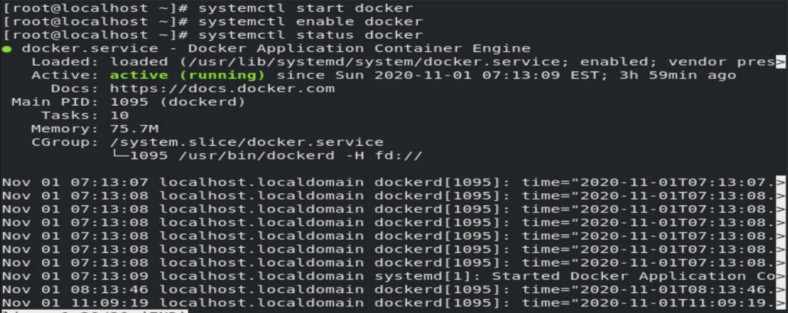 [root@localhost ~]# systemctl start docker
[root@localhost ~]# systemctl enable docker
[root@localhost ~]# systemctl status docker
● docker.service - Docker Application Container Engine
Loaded: loaded (/usr/lib/systemd/system/docker.service; enabled; vendor pres>
Active: active (running) since Sun 2020-11-01 07:13:09 EST; 3h 59min ago
Docs: https://docs.docker.com
Main PID: 1095 (dockerd)
Tasks: 10
Memory: 75.7M
CGroup: /system.slice/docker.service
└─1095 /usr/bin/dockerd -H fd://
Nov 01 07:13:07 localhost.localdomain dockerd[1095]: time="2020-11-01T07:13:07.>
Nov 01 07:13:08 localhost.localdomain dockerd[1095]: time="2020-11-01T07:13:08.>
Nov 01 07:13:08 localhost.localdomain dockerd[1095]: time="2020-11-01T07:13:08.>
Nov 01 07:13:08 localhost.localdomain dockerd[1095]: time="2020-11-01T07:13:08.>
Nov 01 07:13:08 localhost.localdomain dockerd[1095]: time="2020-11-01T07:13:08.>
Nov 01 07:13:08 localhost.localdomain dockerd[1095]: time="2020-11-01T07:13:08.>
Nov 01 07:13:08 localhost.localdomain dockerd[1095]: time="2020-11-01T07:13:08.>
Nov 01 07:13:09 localhost.localdomain systemd[1]: Started Docker Application Co>
Nov 01 08:13:46 localhost.localdomain dockerd[1095]: time="2020-11-01T08:13:46.>
Nov 01 11:09:19 localhost.localdomain dockerd[1095]: time="2020-11-01T11:09:19.>